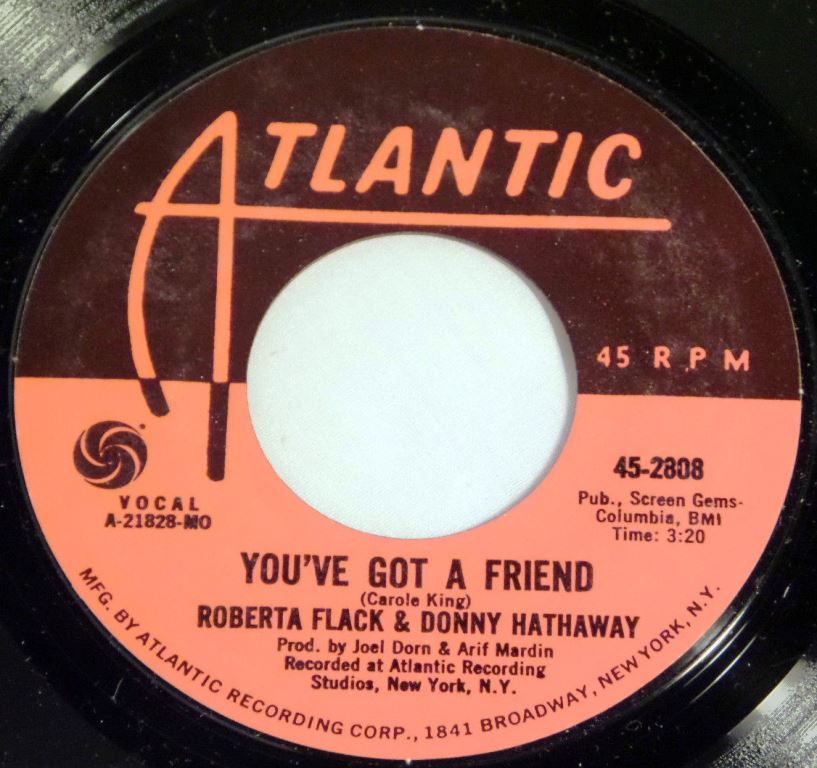 ATLANTIC
45 R.P M
45-2808
Pub., Screen Gems-
Columbia, BMI
Time: 3:20
VOCAL
A-21828-MO
YOU'VE GOT A FRIEND
(Carole King)
ROBERTA FLACK & DONNY HATHAWAY
Prod. by Joel Dorn & Arif Mardin
Recorded at Atlantic Recording
Studios, New York, N.Y.
MFG. BY ATLANTIC RECORDING CORP., 1841 BROADWAY, NEW YORK, N.Y.